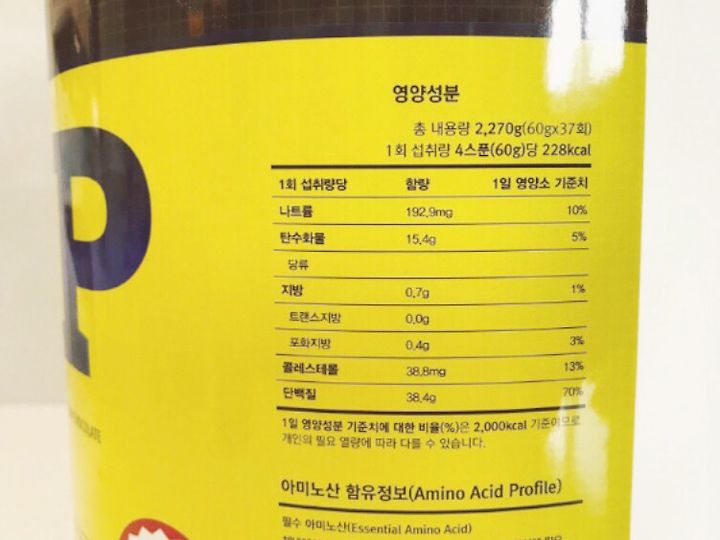 P
영양성분
총 내용량 2,270g(60gx37회)
1회 섭취량 4스푼(60g)당 228kcal
1회 섭취량당 함량 1일 영양소 기준치
나트륨 192.9mg 10%
탄수화물 15.4g 5%
당류
지방 0.7g 1%
트랜스지방 0.0g
포화지방 0.4g 3%
콜레스테롤 38.8mg 13%
단백질 38.4g 70%
1일 영양성분 기준치에 대한 비율(%)은 2,000kcal 기준이므로
개인의 필요 열량에 따라 다를 수 있습니다.
아미노산 함유정보(Amino Acid Profile)
필수 아미노산(Essential Amino Acid)